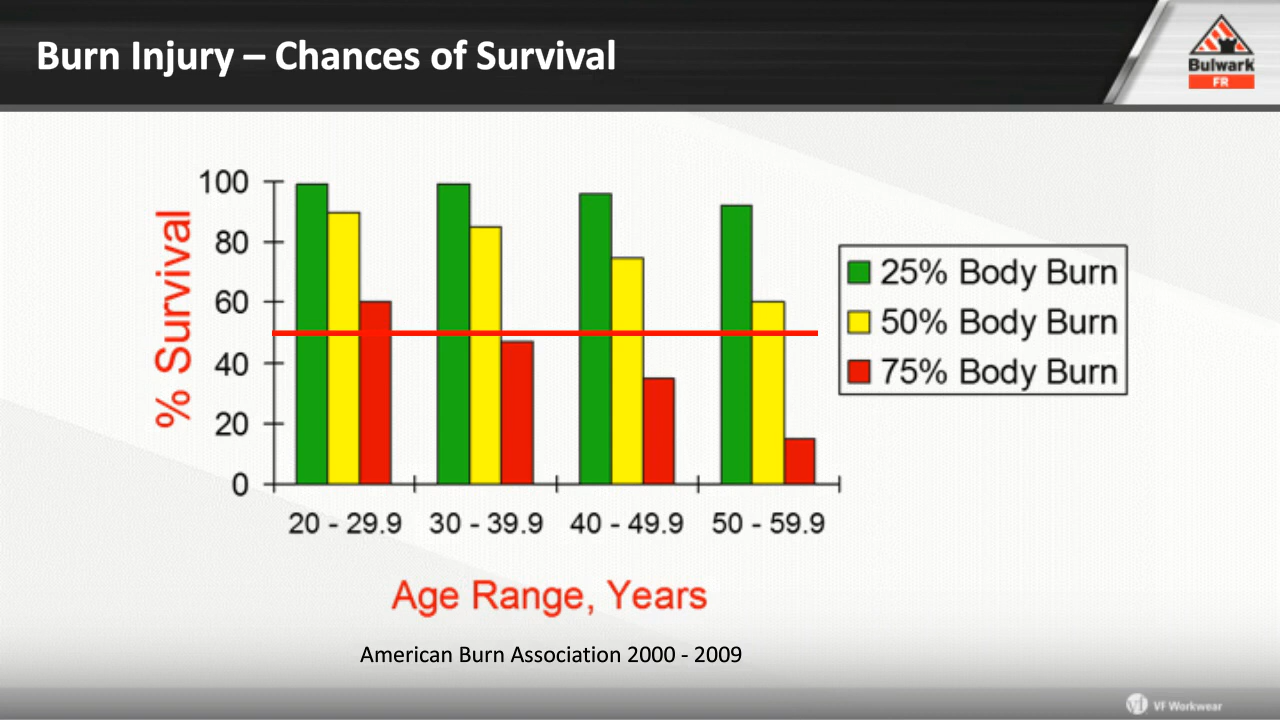 Burn Injury – Chances of Survival
Bulwark
FR
% Survival
100
80
60
40
20
0
25% Body Burn
50% Body Burn
75% Body Burn
20 - 29.9
30 - 39.9
40 - 49.9
50 - 59.9
Age Range, Years
American Burn Association 2000 - 2009
VF Workwear